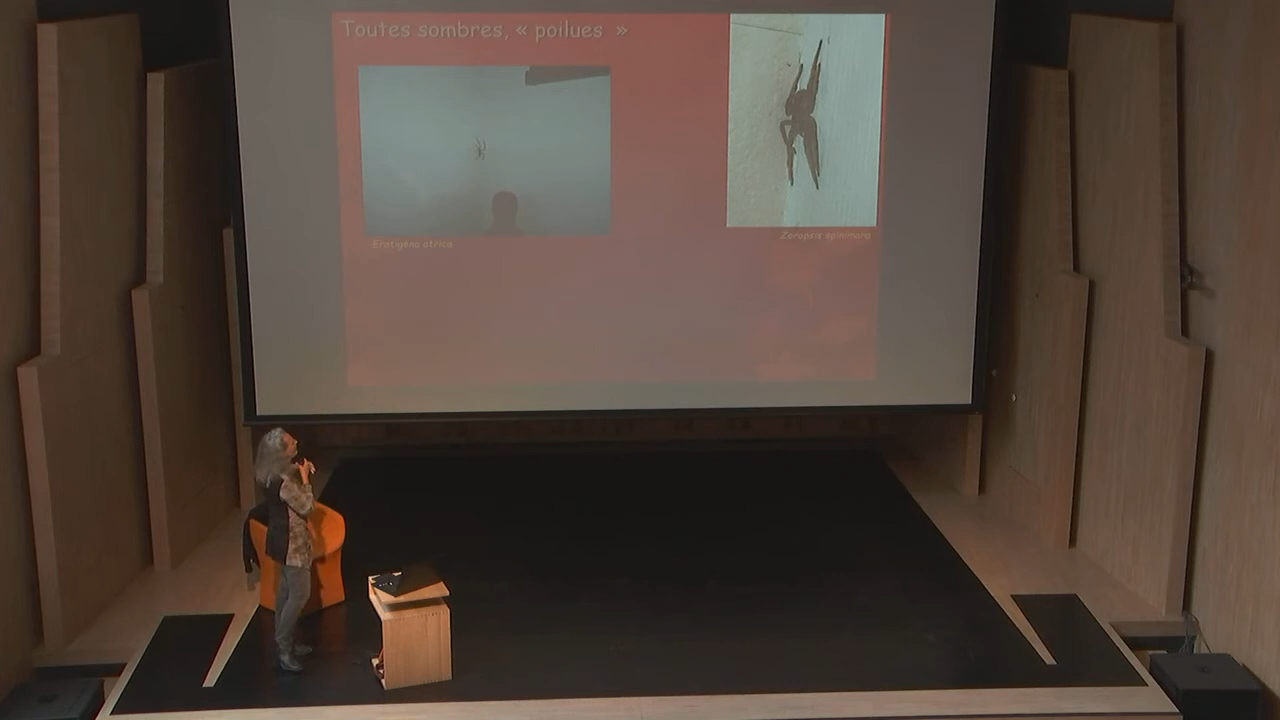 Toutes sombres, « poilues »
Eratigena atrica
Zoropsis spinimana